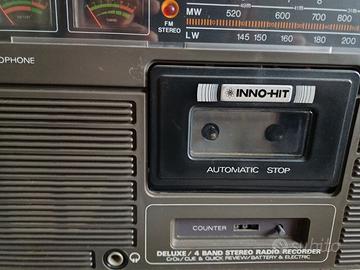 FM
STEREO
MW 520 600 700 800
LW 145 150 160 180 200
OPHONE
INNO-HIT
AUTOMATIC STOP
COUNTER
DELUXE / 4 BAND STEREO RADIO RECORDER
CrO₂/CUE & QUICK REVIEW/BATTERY & ELECTRIC
subito